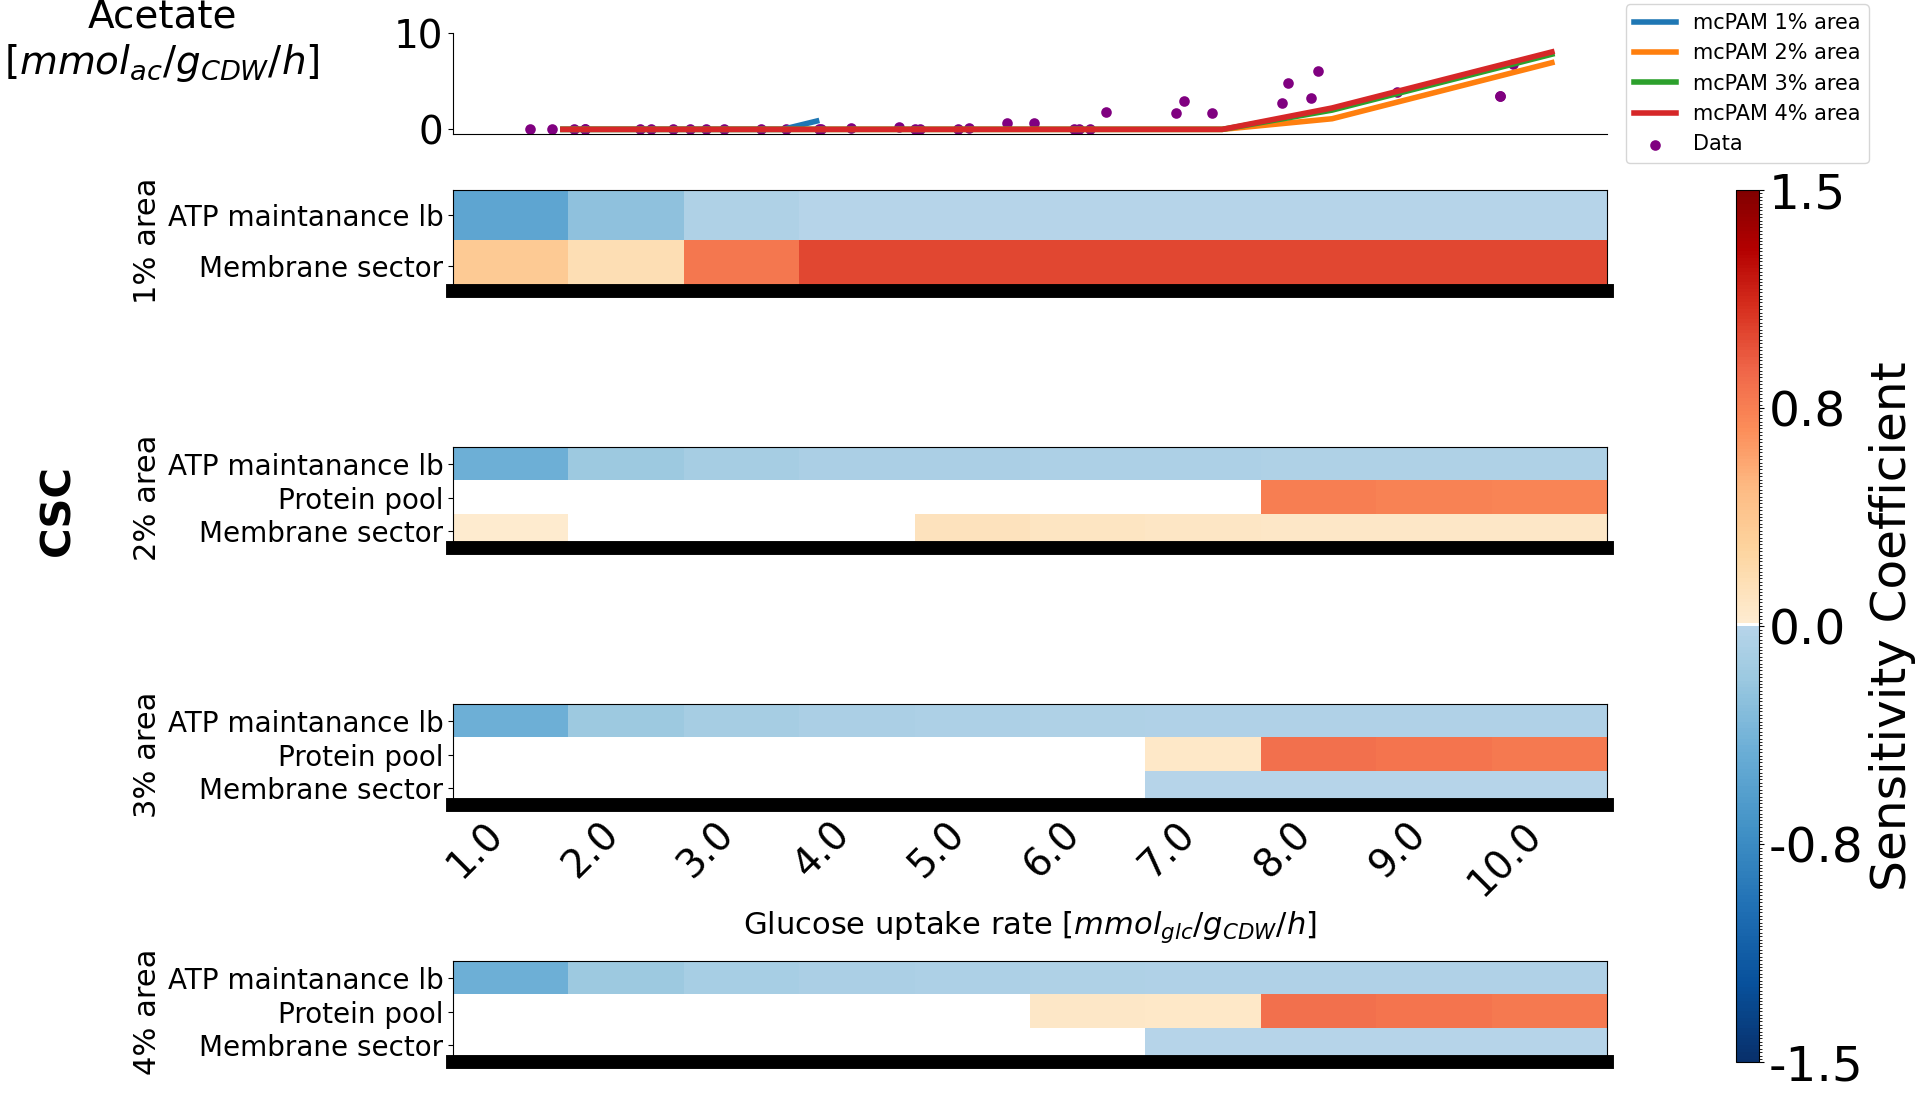 Acetate
[mmol_ac/g_CDW/h]
10
0
mcPAM 1% area
mcPAM 2% area
mcPAM 3% area
mcPAM 4% area
Data
1% area
ATP maintanance lb
Membrane sector
CSC
2% area
ATP maintanance lb
Protein pool
Membrane sector
3% area
ATP maintanance lb
Protein pool
Membrane sector
1.0 2.0 3.0 4.0 5.0 6.0 7.0 8.0 9.0 10.0
Glucose uptake rate [mmol_glc/g_CDW/h]
4% area
ATP maintanance lb
Protein pool
Membrane sector
1.5
0.8
0.0
-0.8
-1.5
Sensitivity Coefficient